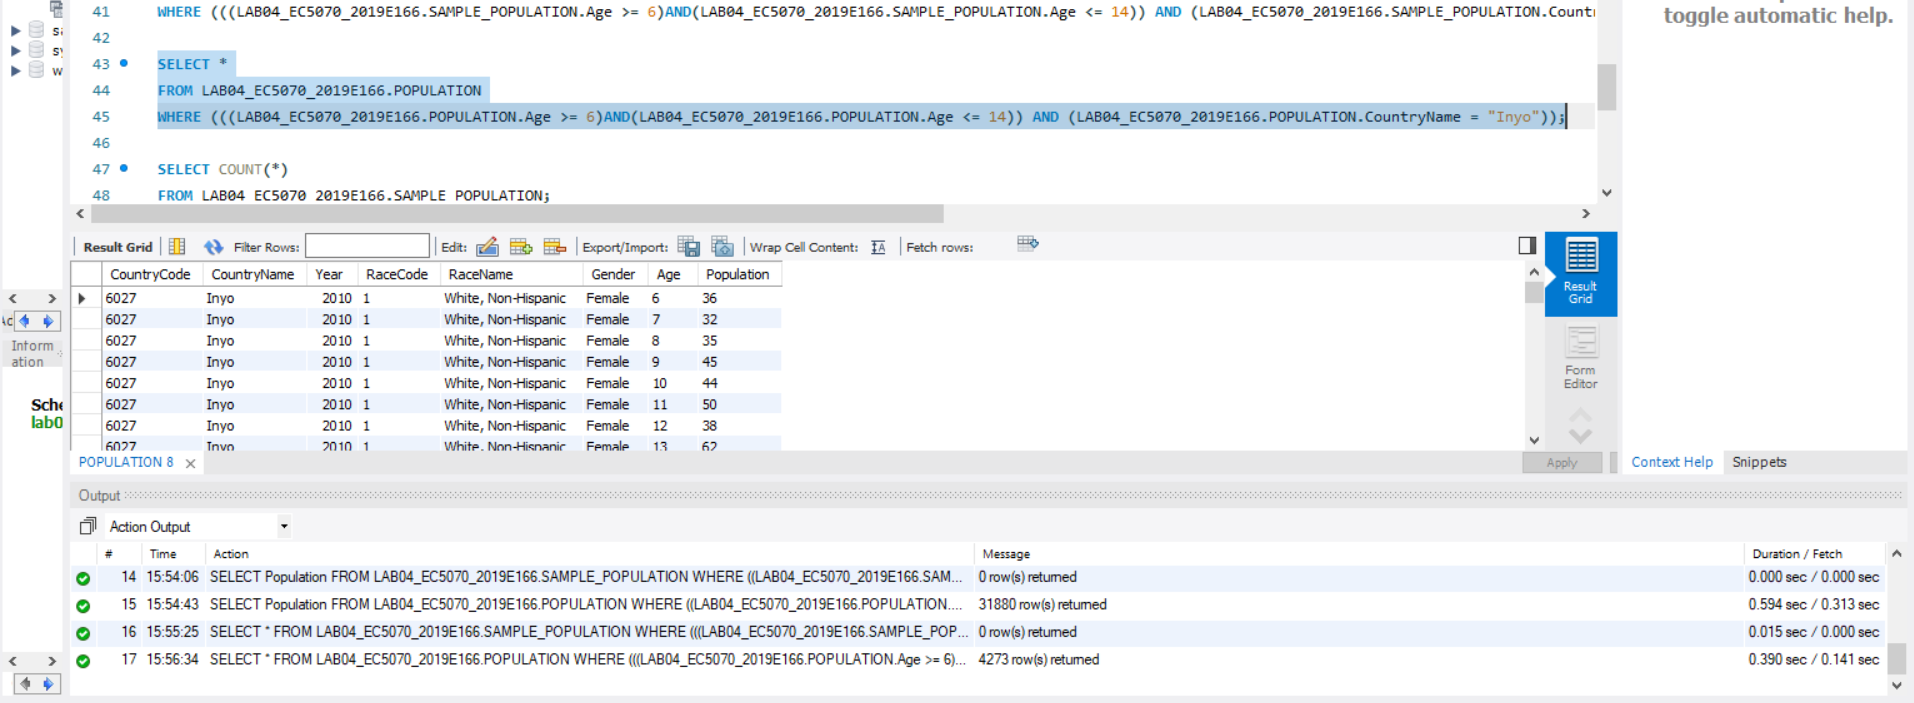 toggle automatic help.
41 WHERE (((LAB04_EC5070_2019E166.SAMPLE_POPULATION.Age >= 6)AND(LAB04_EC5070_2019E166.SAMPLE_POPULATION.Age <= 14)) AND (LAB04_EC5070_2019E166.SAMPLE_POPULATION.Count
42
43 SELECT *
44 FROM LAB04_EC5070_2019E166.POPULATION
45 WHERE (((LAB04_EC5070_2019E166.POPULATION.Age >= 6)AND(LAB04_EC5070_2019E166.POPULATION.Age <= 14)) AND (LAB04_EC5070_2019E166.POPULATION.CountryName = "Inyo"));
46
47 SELECT COUNT(*)
48 FROM LAB04_EC5070_2019E166.SAMPLE_POPULATION;
s
sy
w
Inform
ation
Sche
lab0
Result Grid Filter Rows: Edit: Export/Import: Wrap Cell Content: IA Fetch rows:
CountryCode CountryName Year RaceCode RaceName Gender Age Population
6027 Inyo 2010 1 White, Non-Hispanic Female 6 36
6027 Inyo 2010 1 White, Non-Hispanic Female 7 32
6027 Inyo 2010 1 White, Non-Hispanic Female 8 35
6027 Inyo 2010 1 White, Non-Hispanic Female 9 45
6027 Inyo 2010 1 White, Non-Hispanic Female 10 44
6027 Inyo 2010 1 White, Non-Hispanic Female 11 50
6027 Inyo 2010 1 White, Non-Hispanic Female 12 38
6027 Inyo 2010 1 White, Non-Hispanic Female 13 62
Result
Grid
Form
Editor
POPULATION 8
Apply
Context Help Snippets
Output
Action Output
# Time Action Message Duration / Fetch
14 15:54:06 SELECT Population FROM LAB04_EC5070_2019E166.SAMPLE_POPULATION WHERE ((LAB04_EC5070_2019E166.SAM... 0 row(s) returned 0.000 sec / 0.000 sec
15 15:54:43 SELECT Population FROM LAB04_EC5070_2019E166.POPULATION WHERE ((LAB04_EC5070_2019E166.POPULATION.... 31880 row(s) returned 0.594 sec / 0.313 sec
16 15:55:25 SELECT * FROM LAB04_EC5070_2019E166.SAMPLE_POPULATION WHERE (((LAB04_EC5070_2019E166.SAMPLE_POP... 0 row(s) returned 0.015 sec / 0.000 sec
17 15:56:34 SELECT * FROM LAB04_EC5070_2019E166.POPULATION WHERE (((LAB04_EC5070_2019E166.POPULATION.Age >= 6)... 4273 row(s) returned 0.390 sec / 0.141 sec